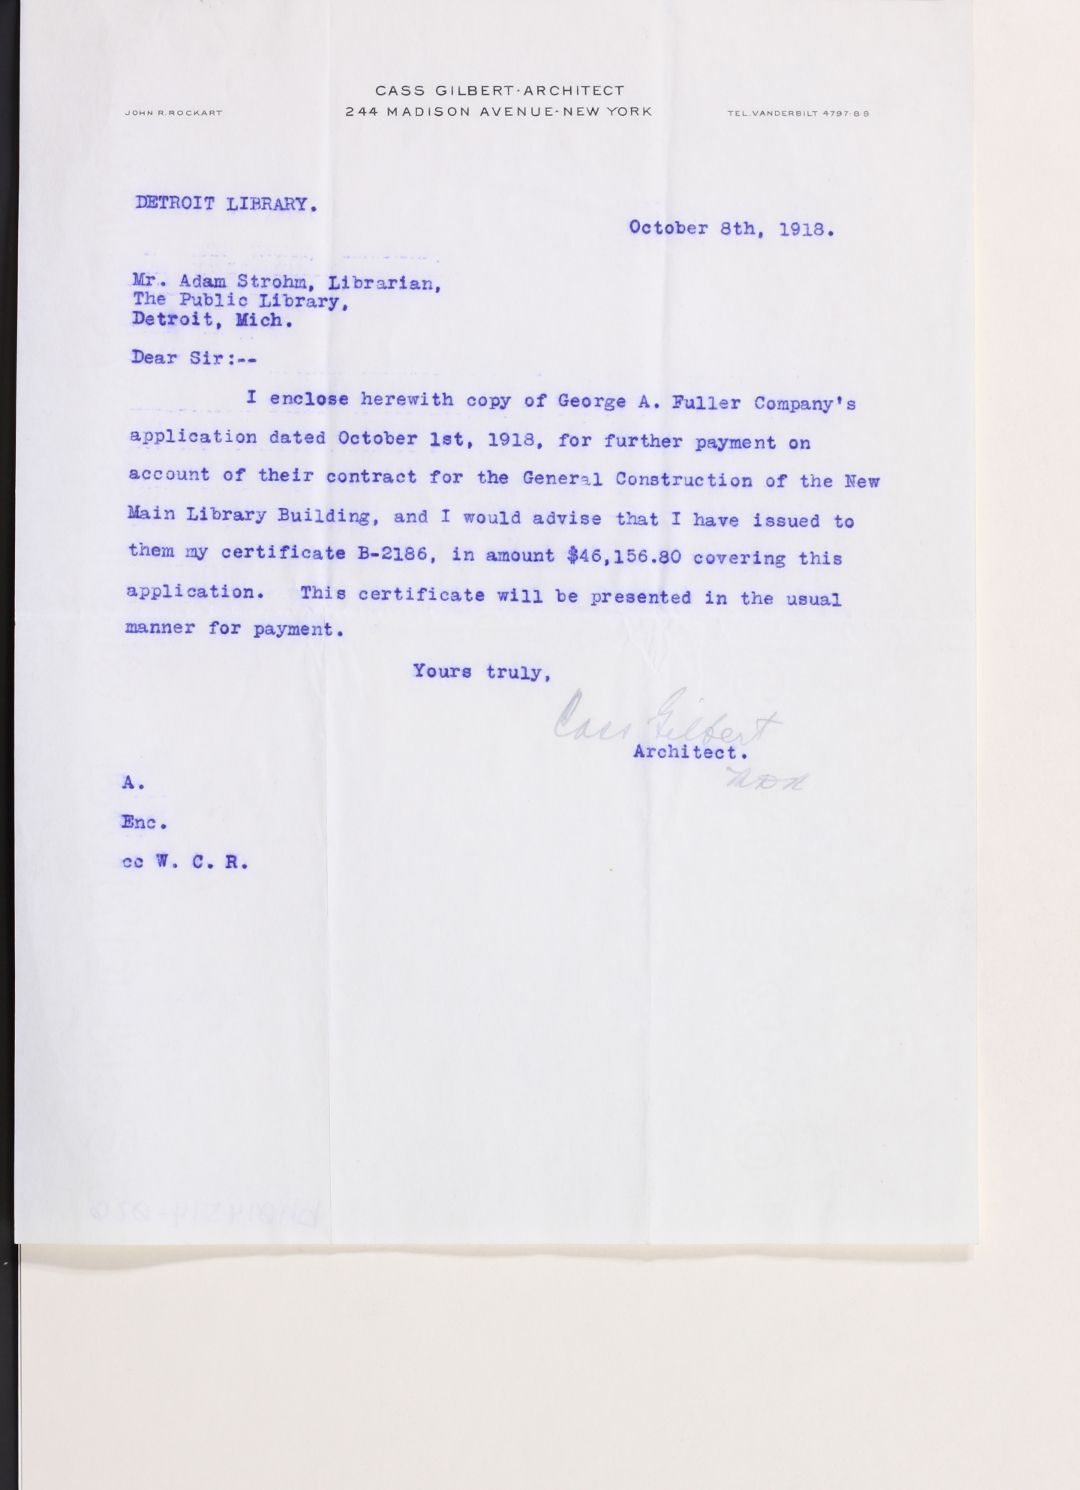 CASS GILBERT-ARCHITECT
244 MADISON AVENUE-NEW YORK
JOHN R. ROCKART
TEL. VANDERBILT 4797-8-9
DETROIT LIBRARY.
October 8th, 1918.
Mr. Adam Strohm, Librarian,
The Public Library,
Detroit, Mich.
Dear Sir:--
I enclose herewith copy of George A. Fuller Company's
application dated October 1st, 1918, for further payment on
account of their contract for the General Construction of the New
Main Library Building, and I would advise that I have issued to
them my certificate B-2186, in amount $46,156.80 covering this
application. This certificate will be presented in the usual
manner for payment.
Yours truly,
Cass Gilbert
Architect.
A.
Enc.
cc W. C. R.